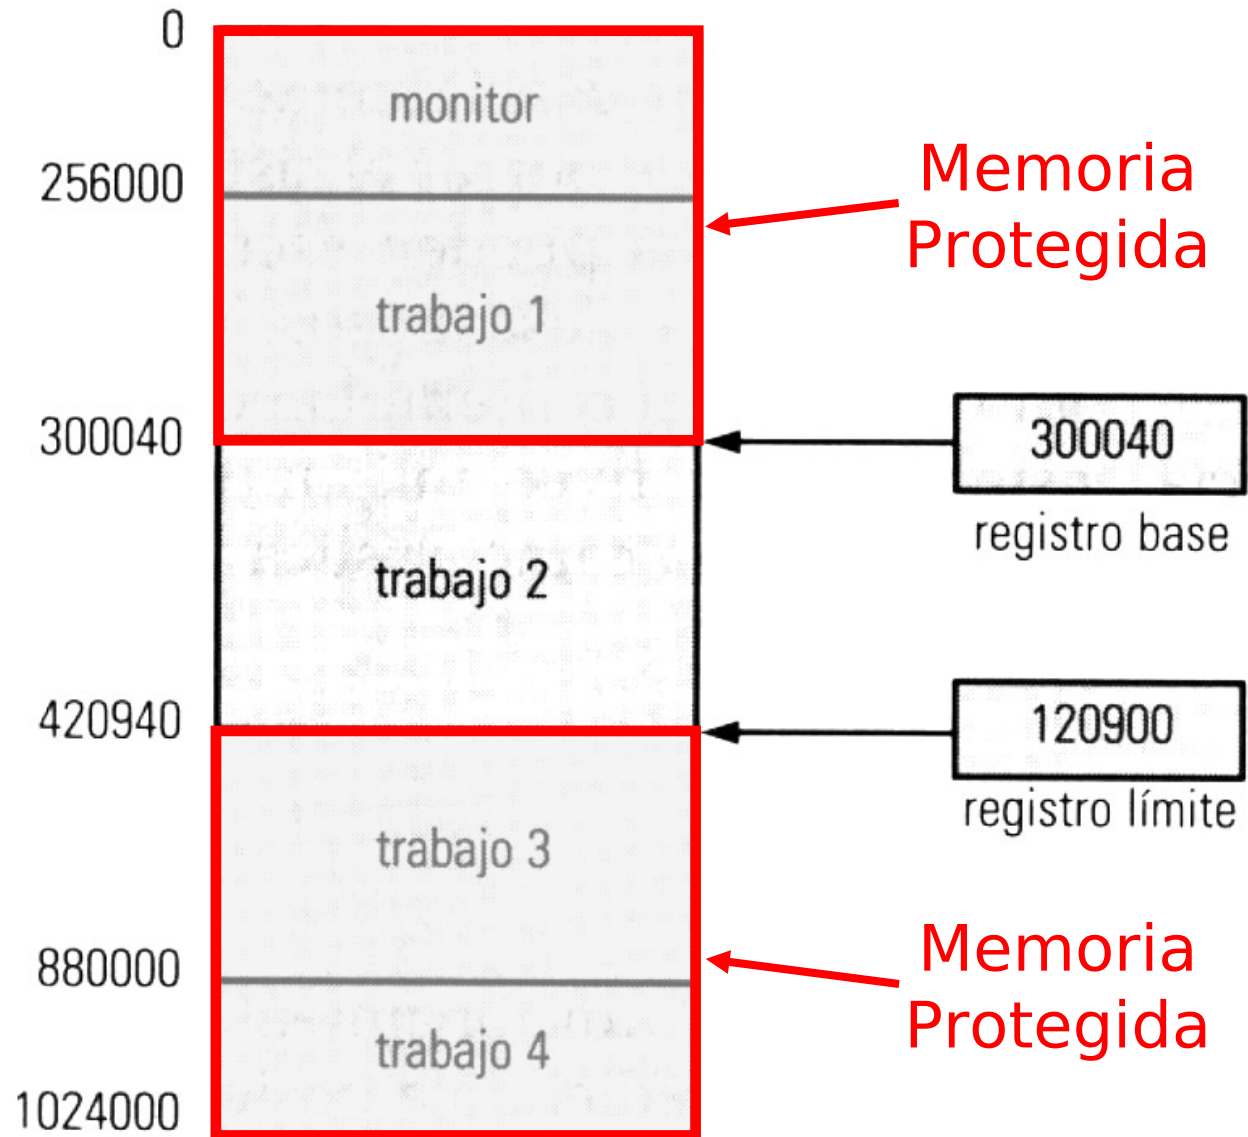 0
monitor
256000
Memoria
Protegida
trabajo 1
300040
300040
registro base
trabajo 2
420940
120900
registro límite
trabajo 3
880000
Memoria
Protegida
trabajo 4
1024000